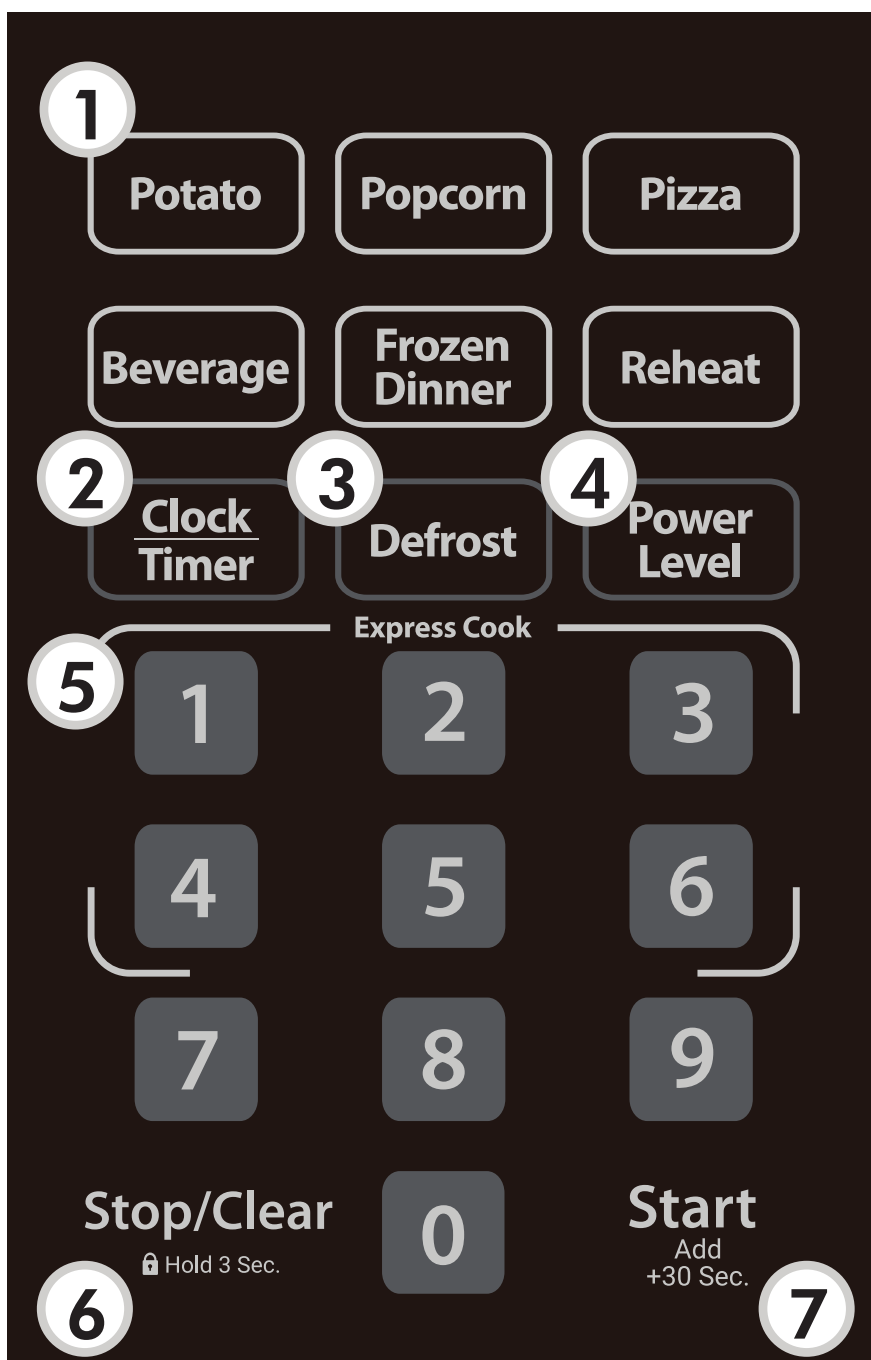 1
Potato
Popcorn
Pizza
Beverage
Frozen
Dinner
Reheat
2
Clock
Timer
3
Defrost
4
Power
Level
Express Cook
5
1
2
3
4
5
6
7
8
9
Stop/Clear
Hold 3 Sec.
0
Start
Add
+30 Sec.
6
7